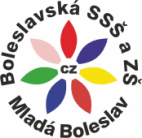 Boleslavská SSŠ a ZŠ
CZ
Mladá Boleslav